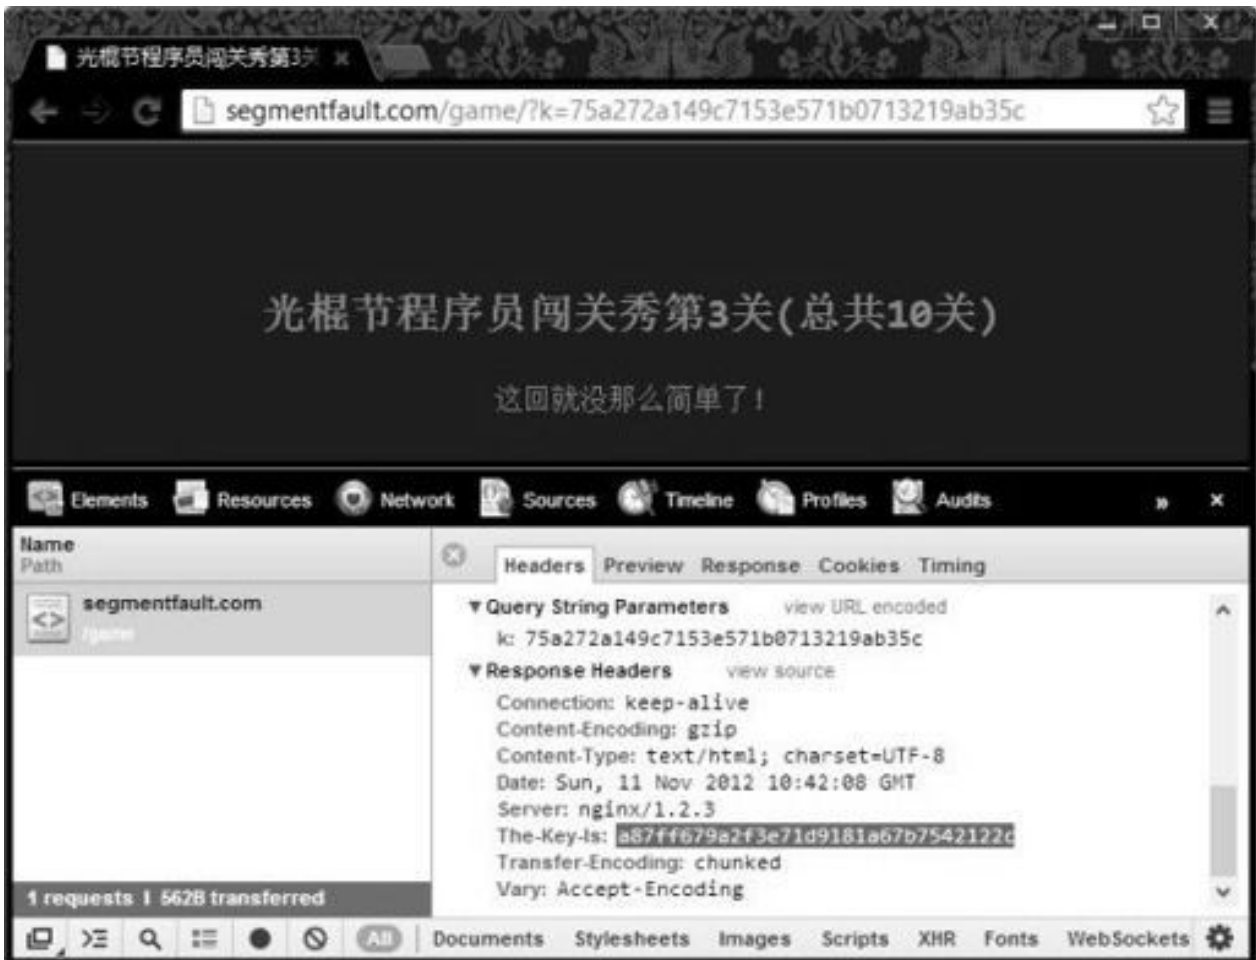 光棍节程序员闯关秀第3关
segmentfault.com/game/?k=75a272a149c7153e571b0713219ab35c
光棍节程序员闯关秀第3关(总共10关)
这回就没那么简单了!
Elements Resources Network Sources Timeline Profiles Audits » ×
Name
Path
segmentfault.com
/game
Headers Preview Response Cookies Timing
▼Query String Parameters view URL encoded
k: 75a272a149c7153e571b0713219ab35c
▼Response Headers view source
Connection: keep-alive
Content-Encoding: gzip
Content-Type: text/html; charset=UTF-8
Date: Sun, 11 Nov 2012 10:42:08 GMT
Server: nginx/1.2.3
The-Key-Is: a87ff679a2f3e71d9181a67b7542122c
Transfer-Encoding: chunked
Vary: Accept-Encoding
1 requests | 562B transferred
All Documents Stylesheets Images Scripts XHR Fonts WebSockets